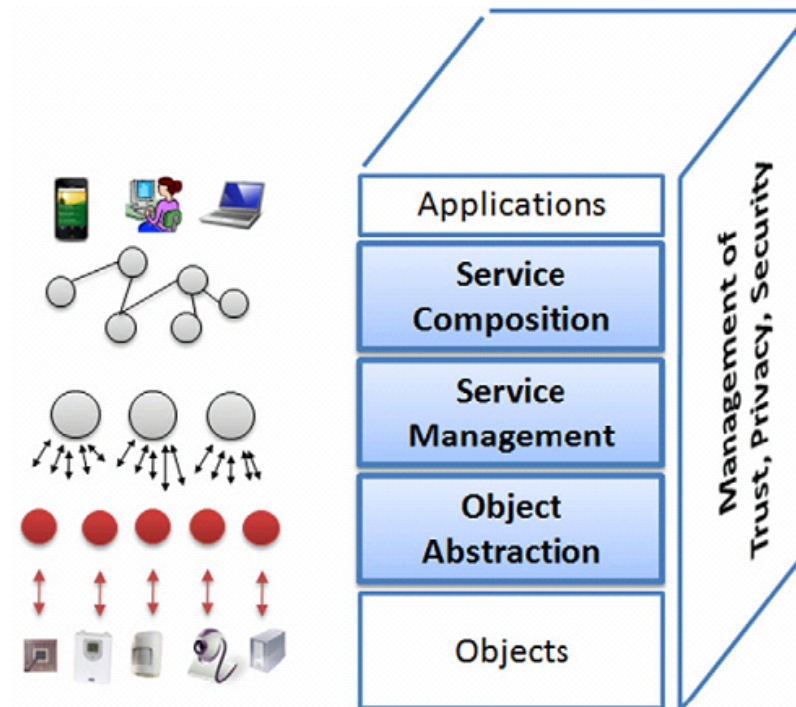 Applications
Service
Composition
Service
Management
Object
Abstraction
Objects
Management of
Trust, Privacy, Security